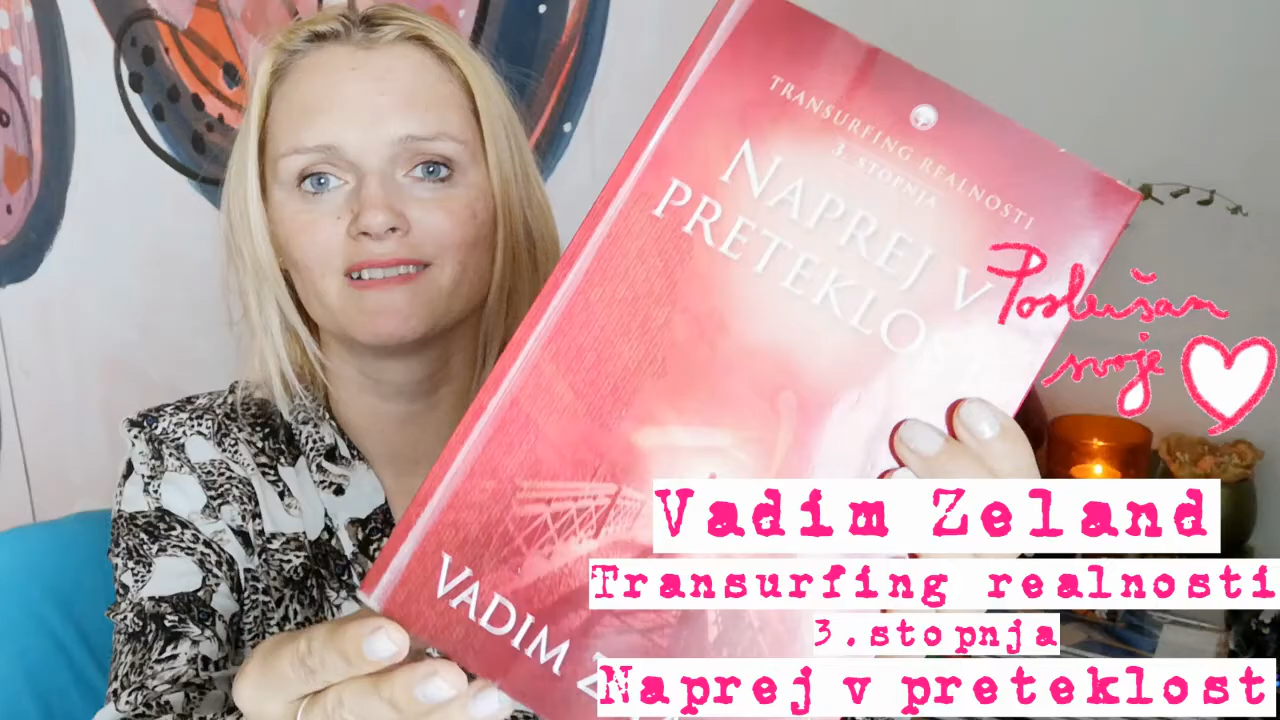 TRANSURFING REALNOSTI
3. STOPNJA
NAPREJ V
PRETEKLO
VADIM Z
Poslušam
svoje
Vadim Zeland
Transurfing realnosti
3.stopnja
Naprej v preteklost